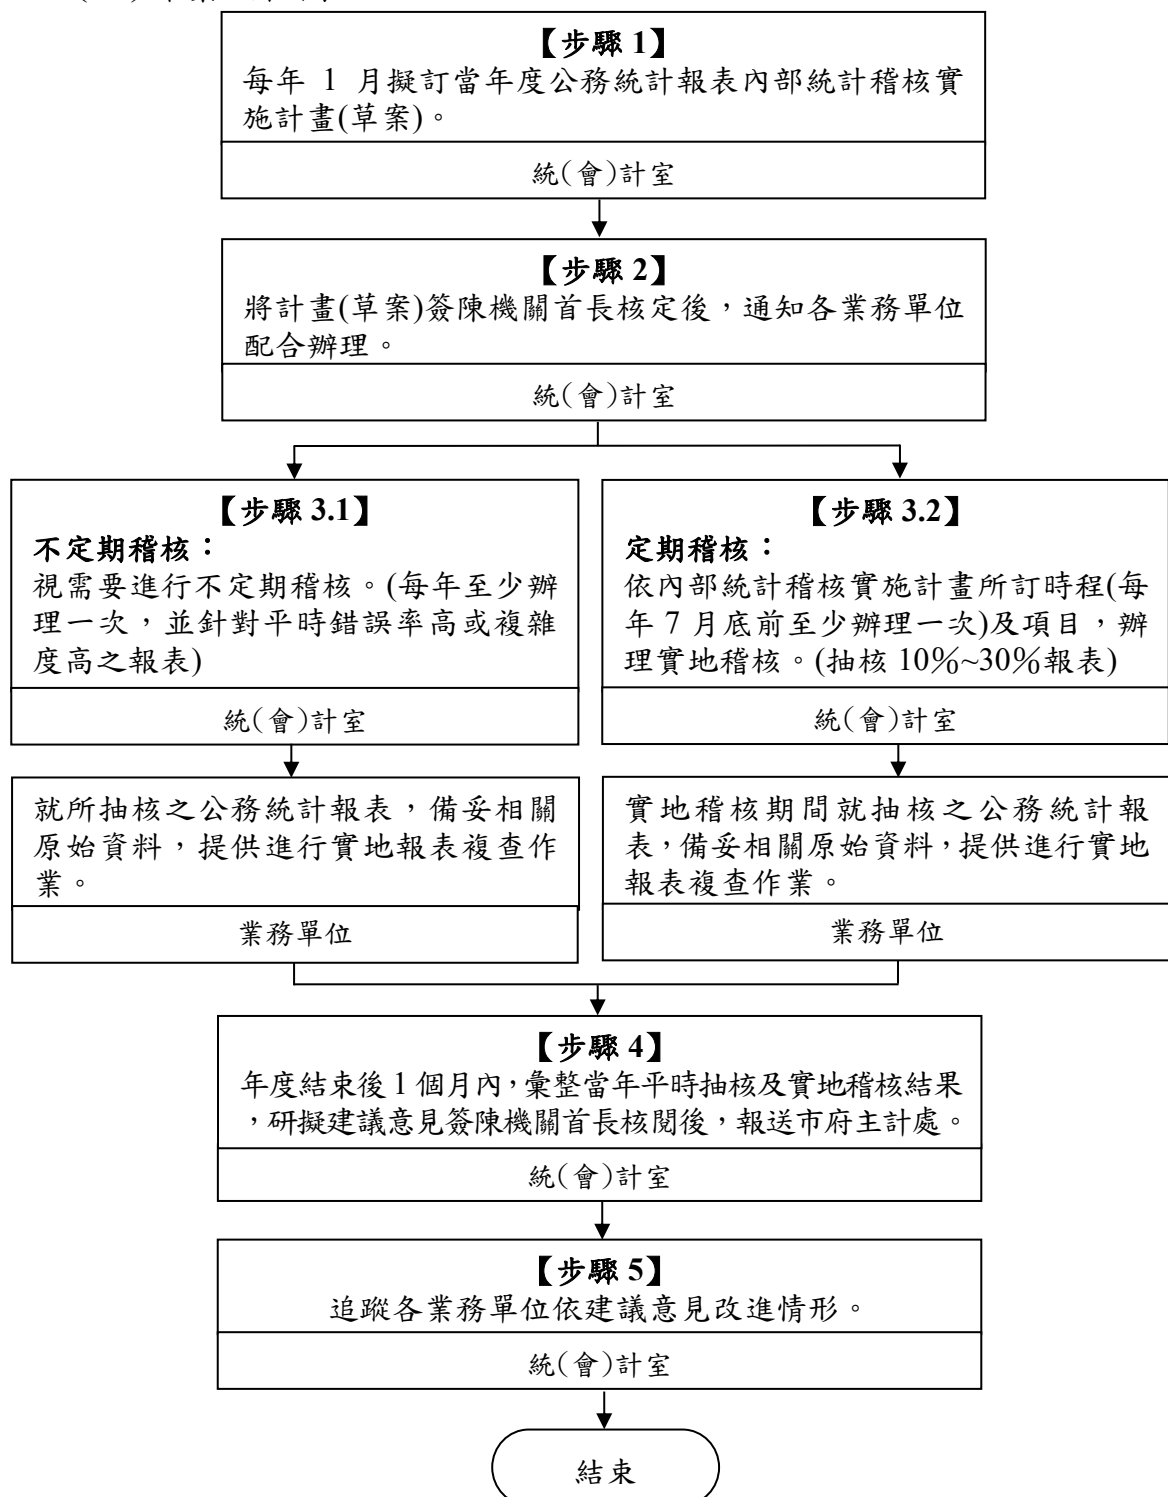 【步驟 1】
每年 1 月擬訂當年度公務統計報表內部統計稽核實
施計畫(草案)。
統(會)計室
【步驟 2】
將計畫(草案)簽陳機關首長核定後，通知各業務單位
配合辦理。
統(會)計室
【步驟 3.1】
不定期稽核：
視需要進行不定期稽核。(每年至少辦
理一次，並針對平時錯誤率高或複雜
度高之報表)
統(會)計室
就所抽核之公務統計報表，備妥相關
原始資料，提供進行實地報表複查作
業。
業務單位
【步驟 3.2】
定期稽核：
依內部統計稽核實施計畫所訂時程(每
年 7 月底前至少辦理一次)及項目，辦
理實地稽核。(抽核 10%~30%報表)
統(會)計室
實地稽核期間就抽核之公務統計報
表，備妥相關原始資料，提供進行實地
報表複查作業。
業務單位
【步驟 4】
年度結束後 1 個月內，彙整當年平時抽核及實地稽核結果
，研擬建議意見簽陳機關首長核閱後，報送市府主計處。
統(會)計室
【步驟 5】
追蹤各業務單位依建議意見改進情形。
統(會)計室
結束